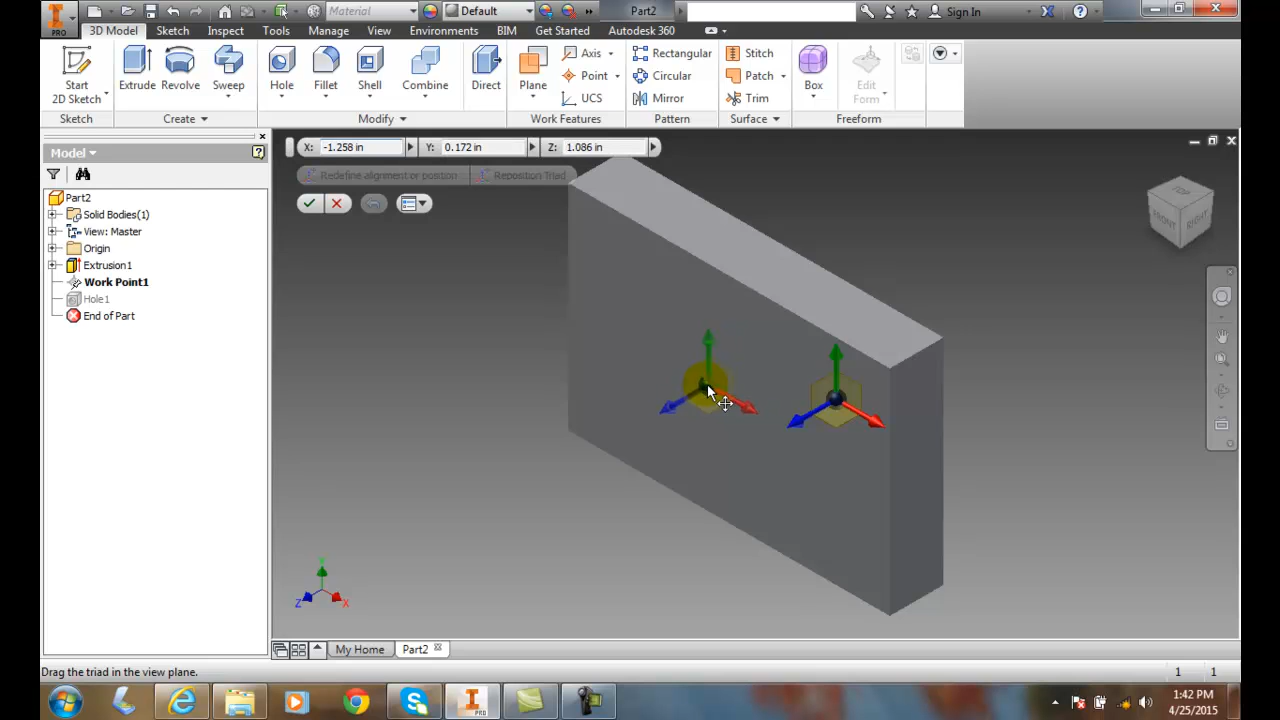 Material
Default
Part2
Sign In
PRO
3D Model Sketch Inspect Tools Manage View Environments BIM Get Started Autodesk 360
Start
2D Sketch
Extrude Revolve Sweep
Hole Fillet Shell Combine Direct
Plane
Axis
Point
UCS
Rectangular
Circular
Mirror
Stitch
Patch
Trim
Box
Edit
Form
Sketch Create Modify Work Features Pattern Surface Freeform
Model
X: -1.258 in Y: 0.172 in Z: 1.086 in
Redefine alignment or position Reposition Triad
Part2
Solid Bodies(1)
View: Master
Origin
Extrusion1
Work Point1
Hole1
End of Part
TOP
FRONT RIGHT
Y
Z X
My Home Part2
Drag the triad in the view plane. 1 1
PRO
1:42 PM
4/25/2015